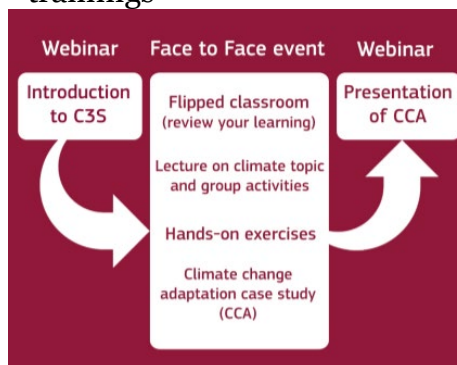 trainings
Webinar
Introduction
to C3S
Face to Face event
Flipped classroom
(review your learning)
Lecture on climate topic
and group activities
Hands-on exercises
Climate change
adaptation case study
(CCA)
Webinar
Presentation
of CCA